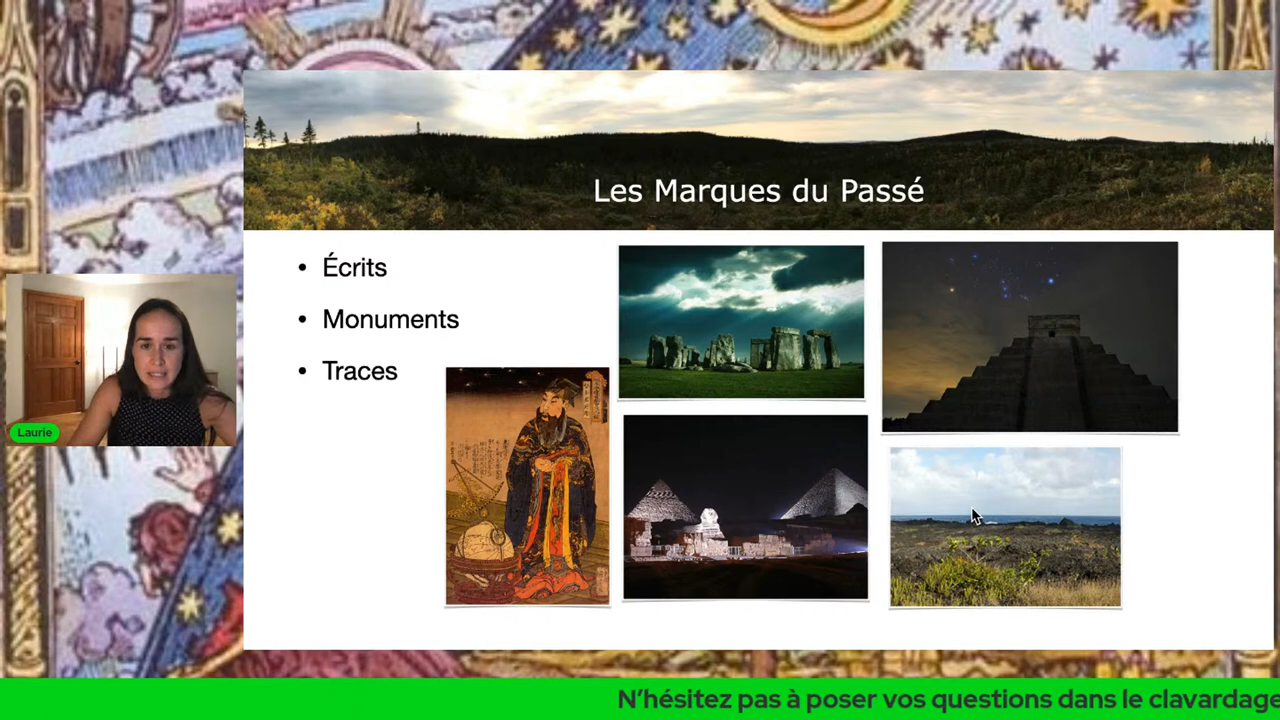 Les Marques du Passé
• Écrits
• Monuments
• Traces
Laurie
N'hésitez pas à poser vos questions dans le clavardage